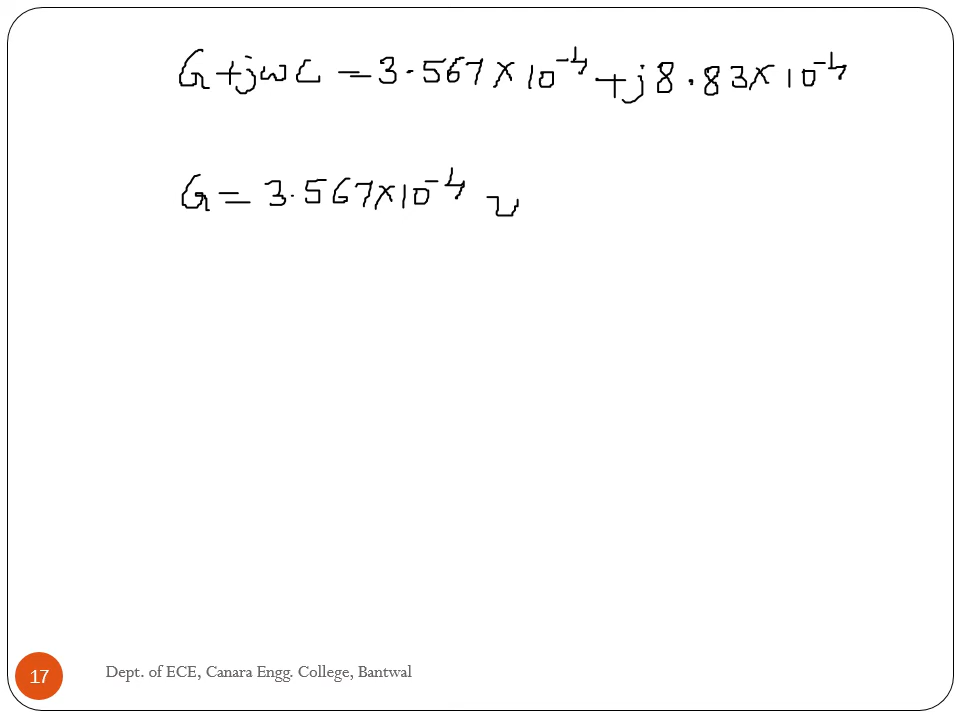 G+jωC = 3.567×10⁻⁴ + j8.83×10⁻⁴
G = 3.567×10⁻⁴ ℧
17
Dept. of ECE, Canara Engg. College, Bantwal